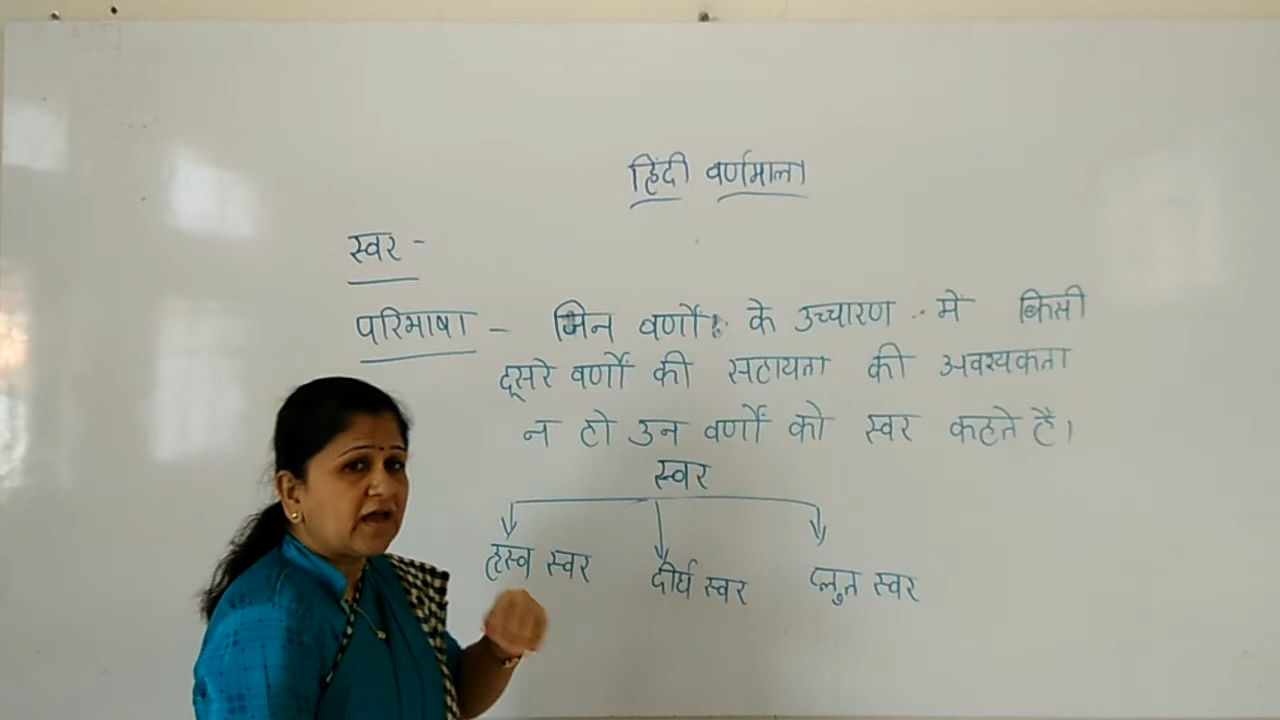 हिंदी वर्णमाला
स्वर -
परिभाषा - जिन वर्णों के उच्चारण में किसी
दूसरे वर्णों की सहायता की अवश्यकता
न हो उन वर्णों को स्वर कहते है।
स्वर
ह्रस्व स्वर दीर्घ स्वर प्लुत स्वर